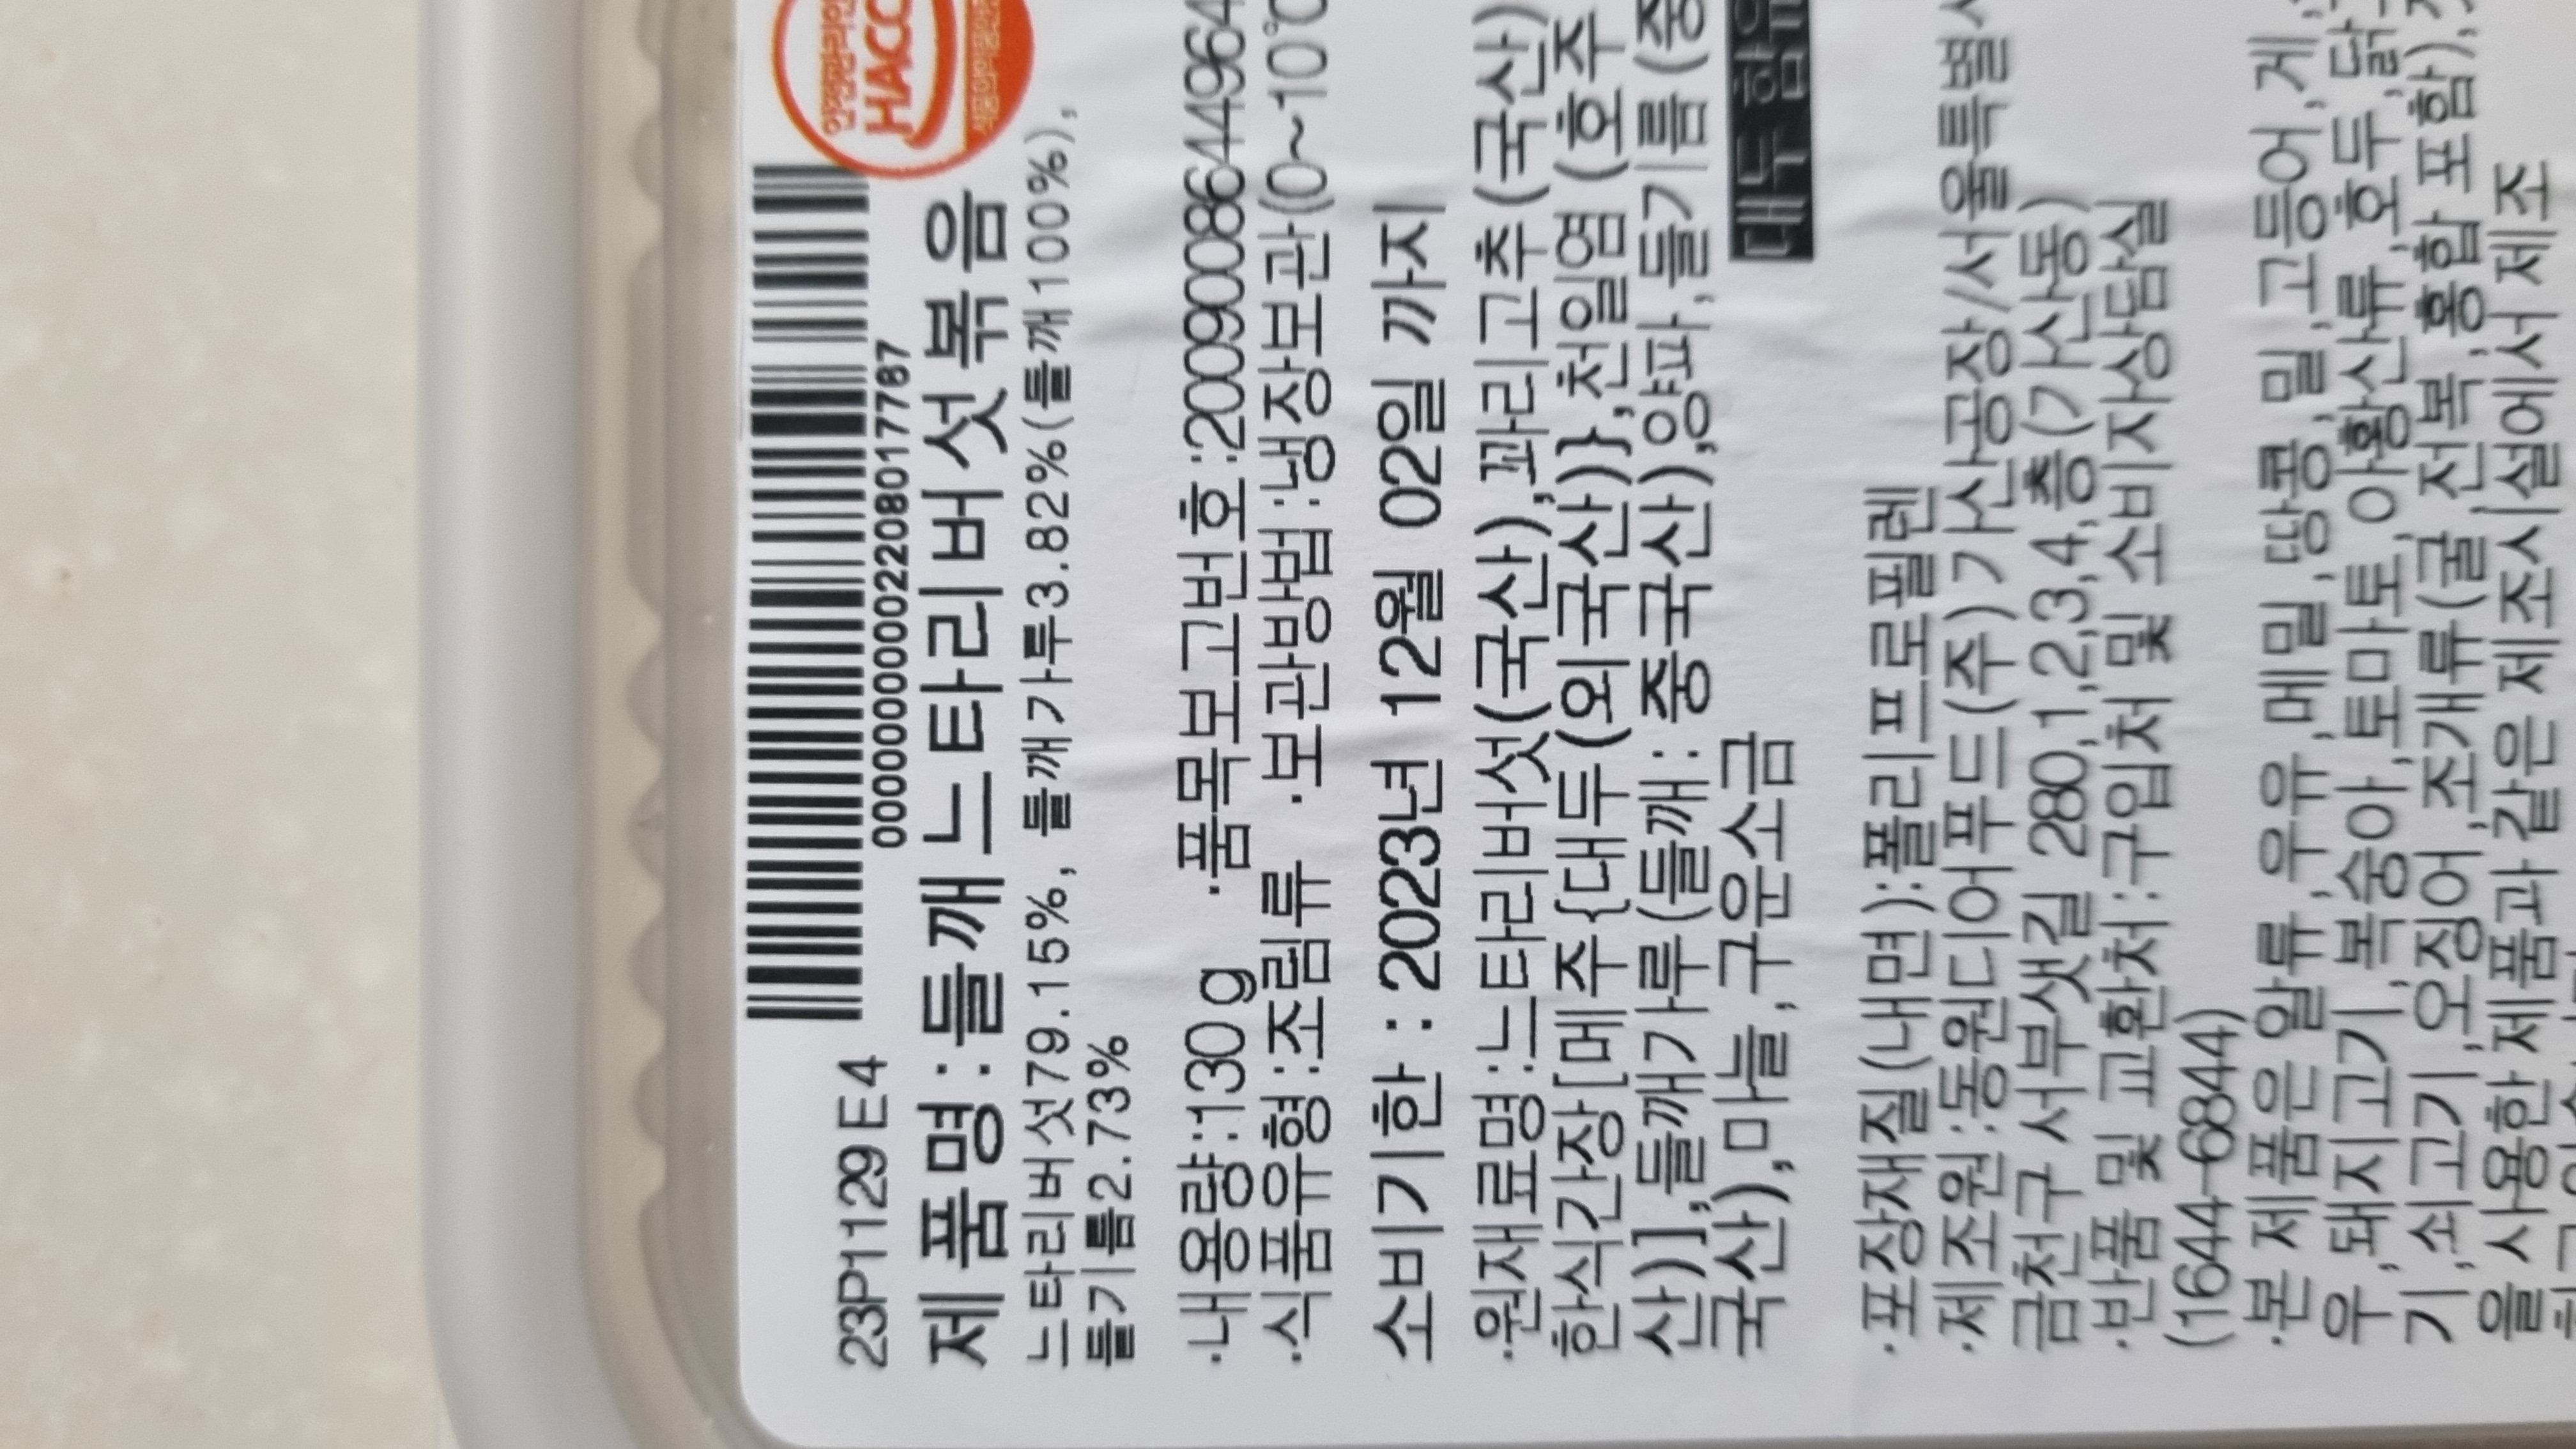 안전관리인증
HACC
0000000002208017787
23P1129E4
제품명:들깨느타리버섯볶음
느타리버섯79.15%, 들깨가루3.82%(들깨100%),
들기름2.73%
·내용량:130g ·품목보고번호:2009008644964
·식품유형:조림류 ·보관방법:냉장보관(0~10℃
소비기한 : 2023년 12월 02일 까지
·원재료명:느타리버섯(국산),꽈리고추(국산)
한식간장[메주{대두(외국산)},천일염(호주
산)],들깨가루(들깨:중국산),양파,들기름(중
국산),마늘,구운소금
대두 함유
·포장재질(내면):폴리프로필렌
·제조원:동원디어푸드(주)가산공장/서울특별시
금천구 서부샛길 280,1,2,3,4,층(가산동)
·반품 및 교환처:구입처 및 소비자상담실
(1644-6844)
·본 제품은 알류,우유,메밀,땅콩,밀,고등어,게,
우,돼지고기,복숭아,토마토,아황산류,호두,닭
기,쇠고기,오징어,조개류(굴,전복,홍합 포함),
을 사용한 제품과 같은 제조시설에서 제조